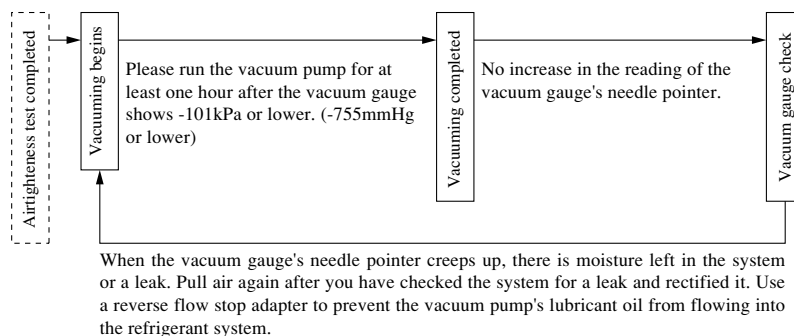 Airtighteness test completed
Vacuuming begins
Please run the vacuum pump for at
least one hour after the vacuum gauge
shows -101kPa or lower. (-755mmHg
or lower)
Vacuuming completed
No increase in the reading of the
vacuum gauge's needle pointer.
Vacuum gauge check
When the vacuum gauge's needle pointer creeps up, there is moisture left in the system
or a leak. Pull air again after you have checked the system for a leak and rectified it. Use
a reverse flow stop adapter to prevent the vacuum pump's lubricant oil from flowing into
the refrigerant system.